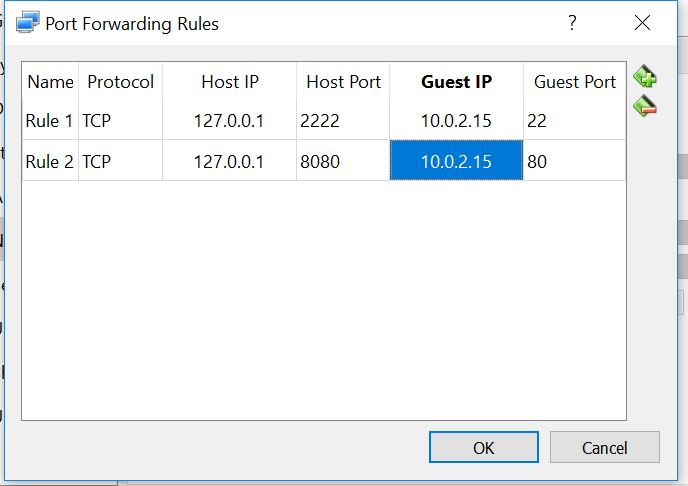 Port Forwarding Rules ?
Name Protocol Host IP Host Port Guest IP Guest Port
Rule 1 TCP 127.0.0.1 2222 10.0.2.15 22
Rule 2 TCP 127.0.0.1 8080 10.0.2.15 80
OK Cancel